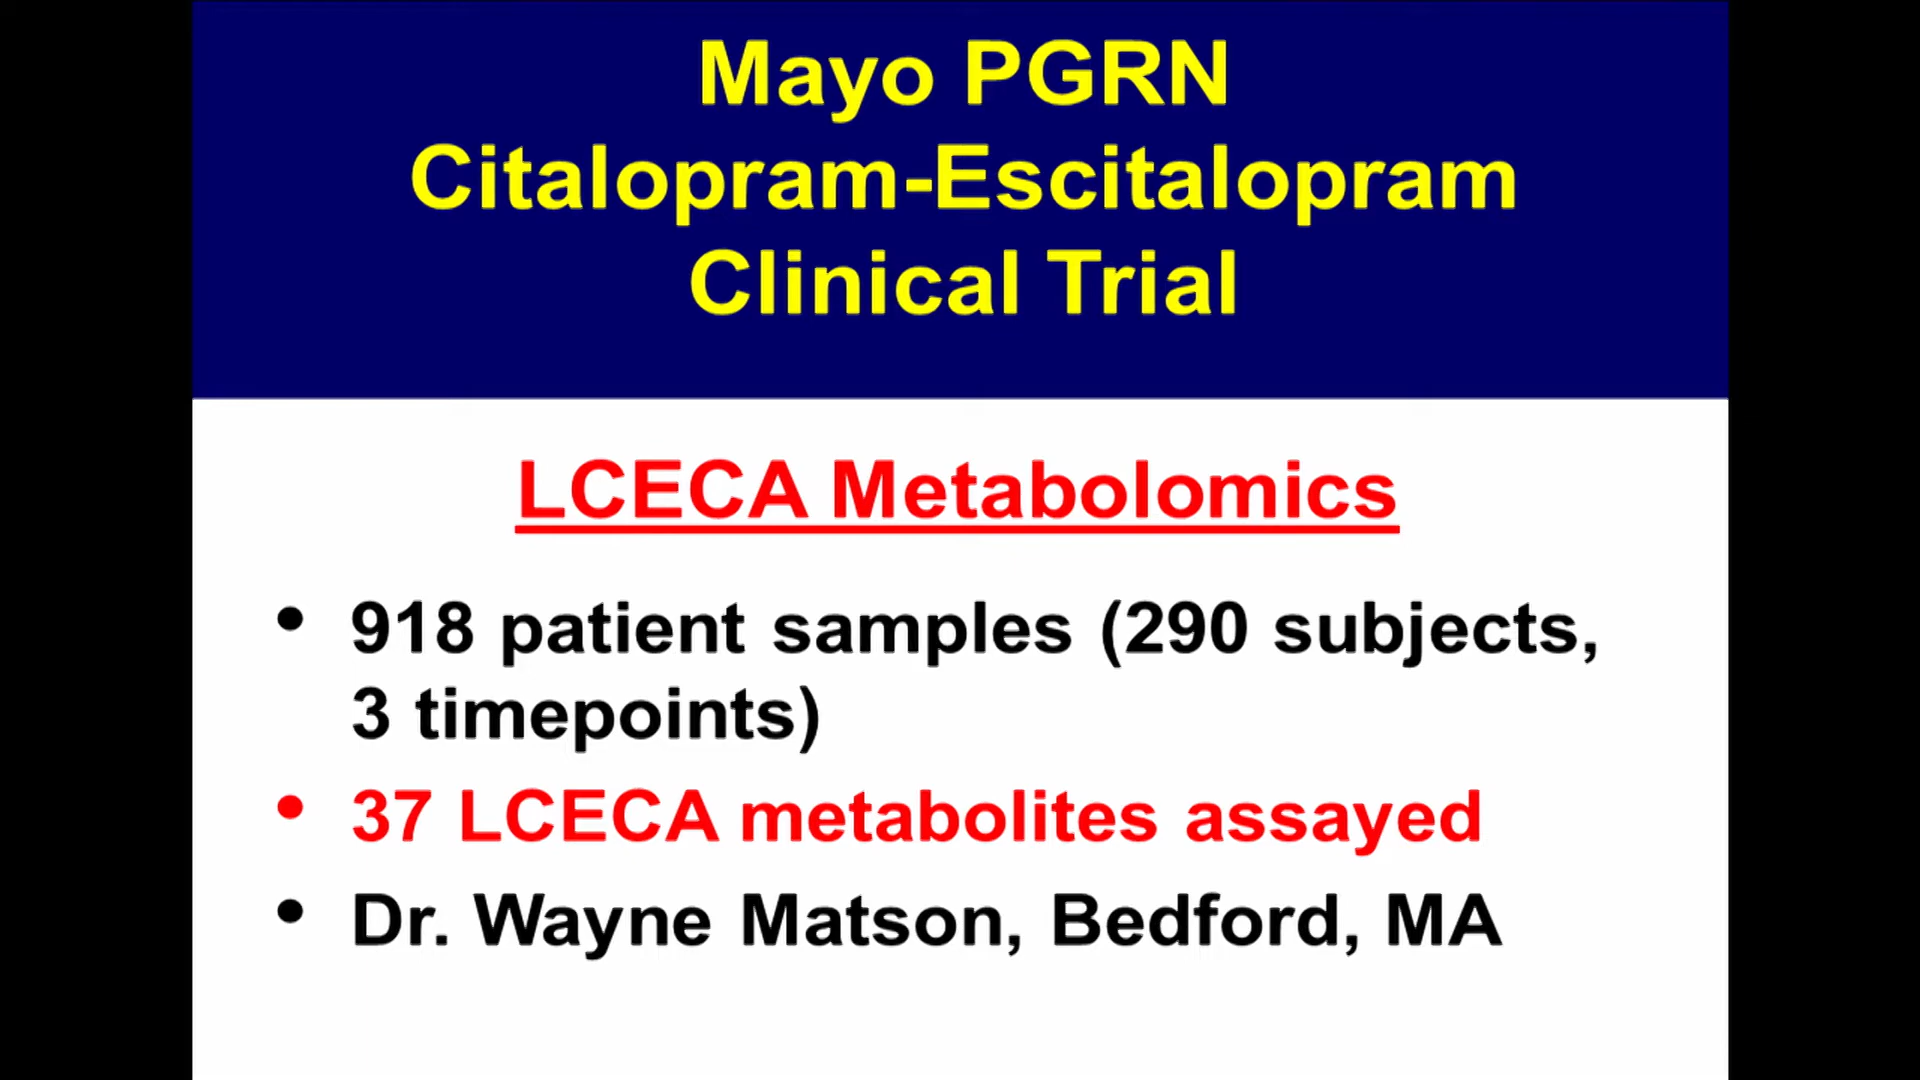 Mayo PGRN
Citalopram-Escitalopram
Clinical Trial
LCECA Metabolomics
• 918 patient samples (290 subjects,
3 timepoints)
• 37 LCECA metabolites assayed
• Dr. Wayne Matson, Bedford, MA